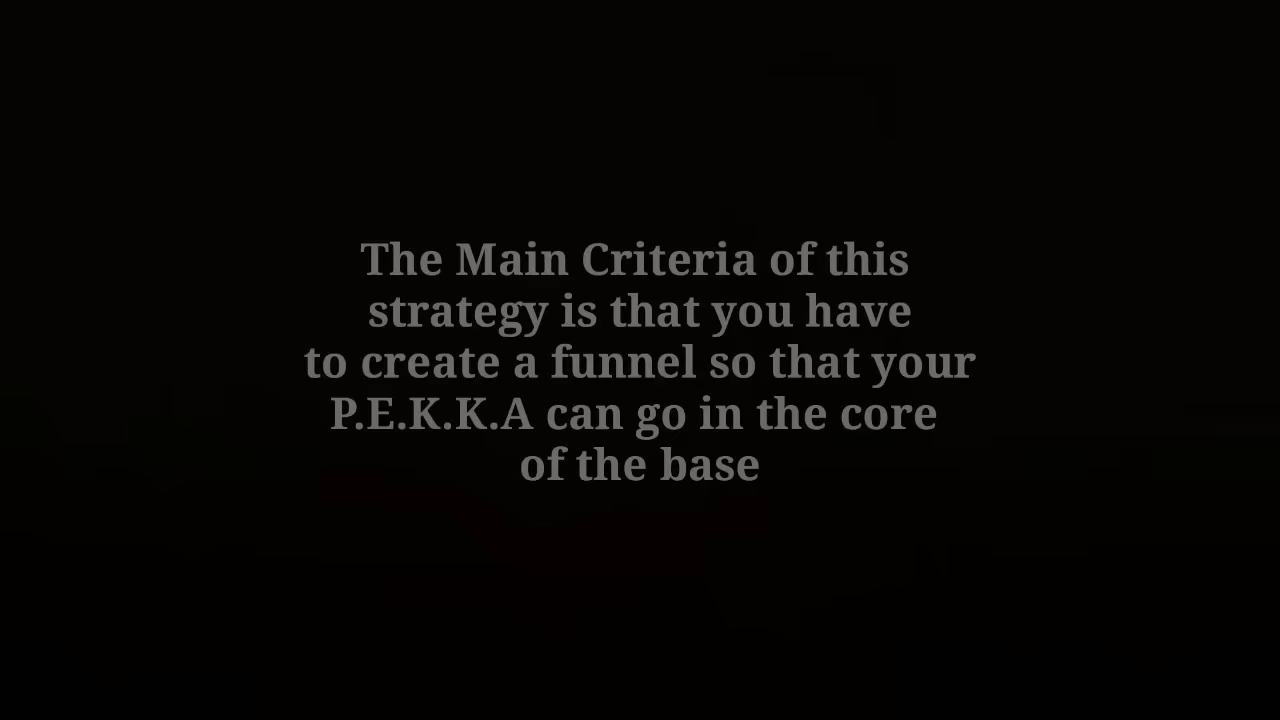 The Main Criteria of this
strategy is that you have
to create a funnel so that your
P.E.K.K.A can go in the core
of the base